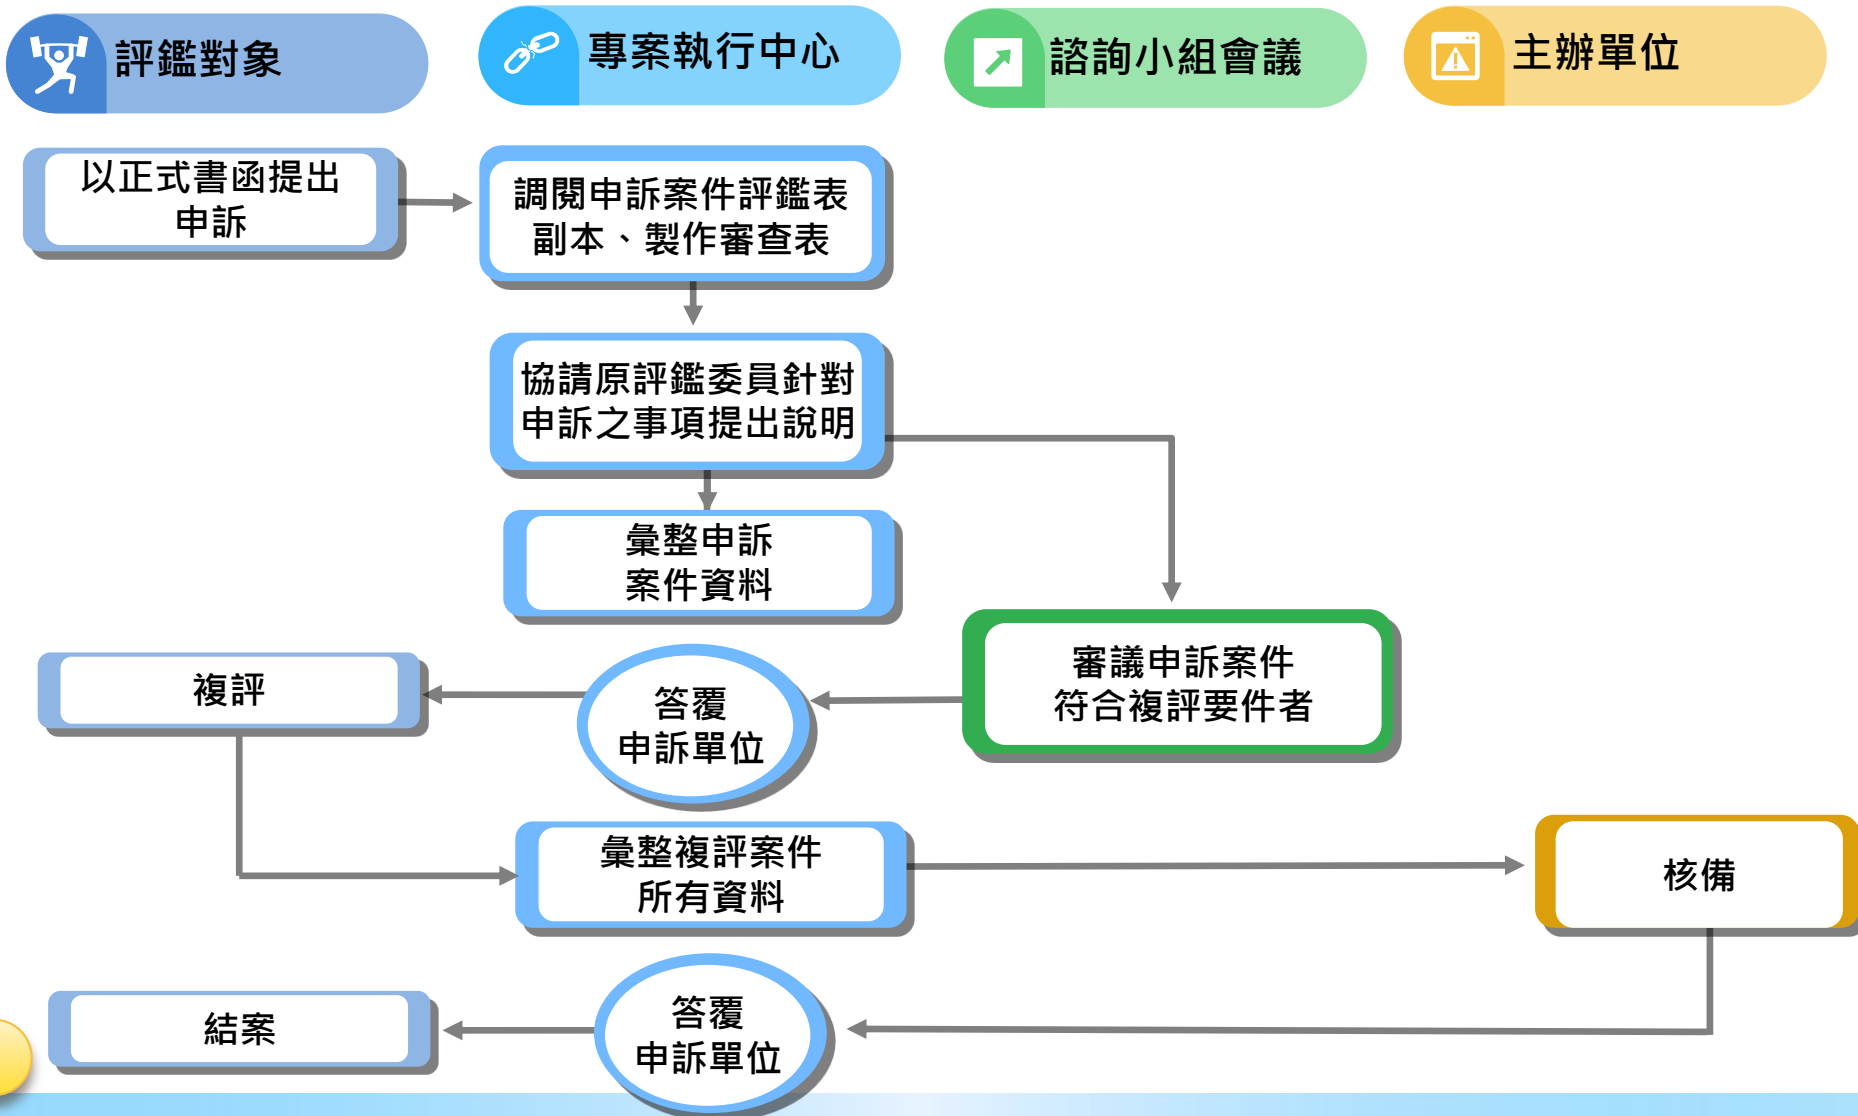 評鑑對象
專案執行中心
諮詢小組會議
主辦單位
以正式書函提出
申訴
調閱申訴案件評鑑表
副本、製作審查表
協請原評鑑委員針對
申訴之事項提出說明
彙整申訴
案件資料
審議申訴案件
符合複評要件者
答覆
申訴單位
複評
彙整複評案件
所有資料
核備
答覆
申訴單位
結案